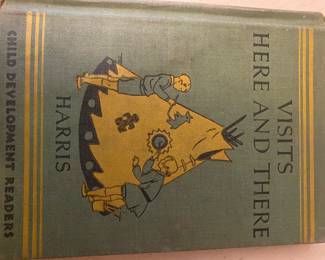 VISITS
HERE AND THERE
HARRIS
CHILD DEVELOPMENT READERS